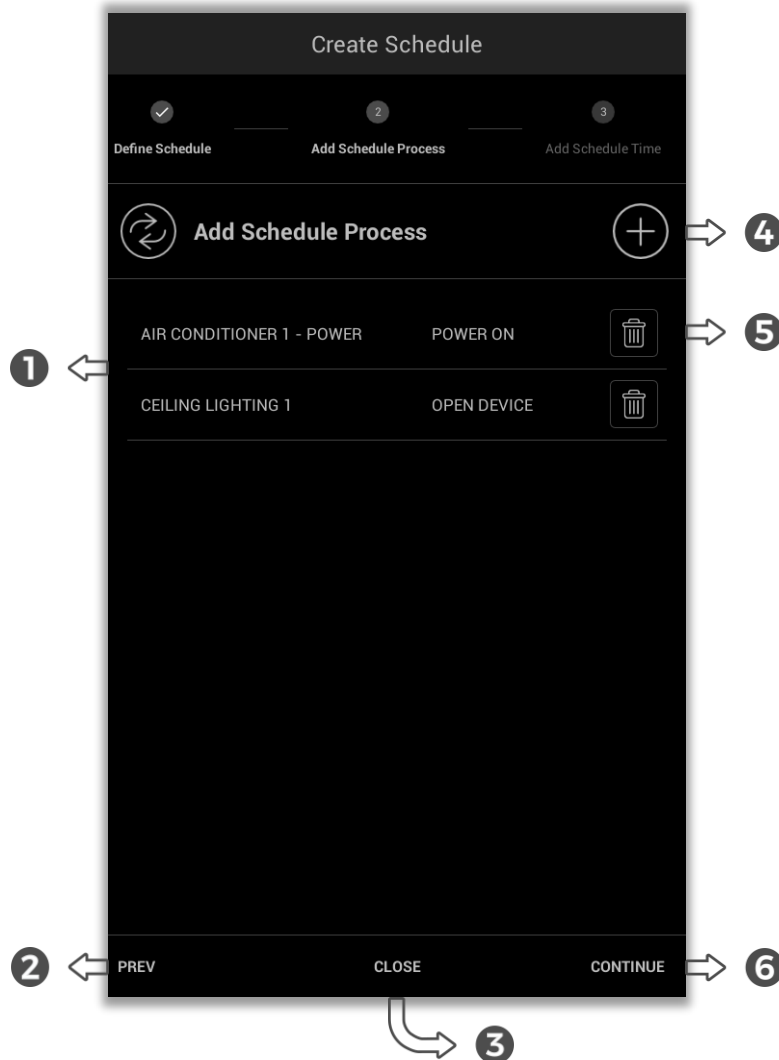 Create Schedule
2 3
Define Schedule Add Schedule Process Add Schedule Time
Add Schedule Process
4
AIR CONDITIONER 1 - POWER POWER ON
5
1
CEILING LIGHTING 1 OPEN DEVICE
2
PREV CLOSE CONTINUE
6
3